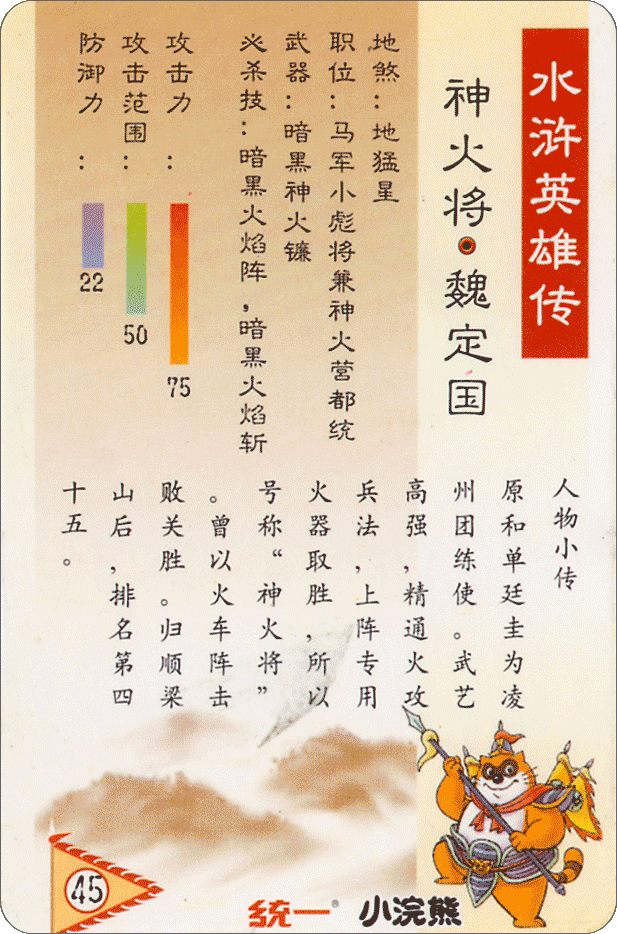 水浒英雄传
神火将·魏定国
地煞：地猛星
职位：马军小彪将兼神火营都统
武器：暗黑神火镰
必杀技：暗黑火焰阵，暗黑火焰斩
攻击力：
75
攻击范围：
50
防御力：
22
人物小传
原和单廷圭为凌
州团练使。武艺
高强，精通火攻
兵法，上阵专用
火器取胜，所以
号称“神火将”
。曾以火车阵击
败关胜。归顺梁
山后，排名第四
十五。
45
统一®
小浣熊